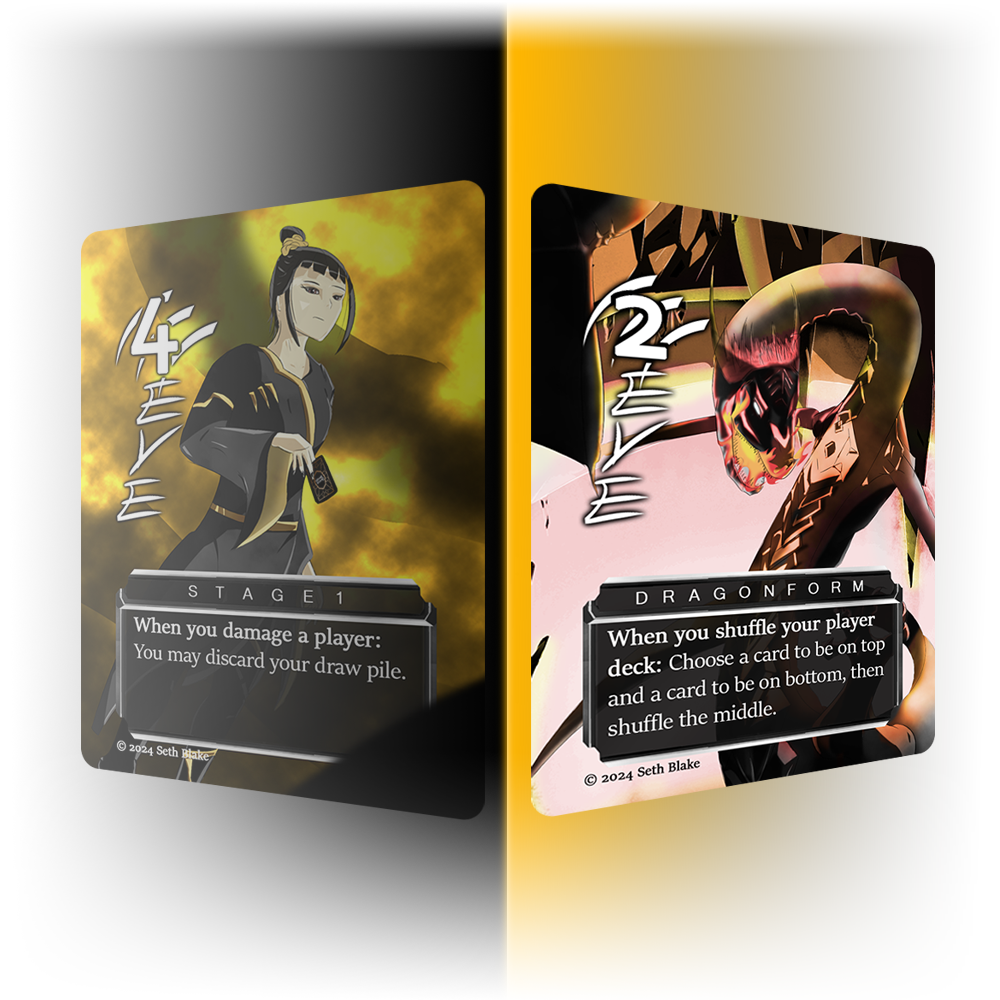 4
EVE
STAGE 1
When you damage a player:
You may discard your draw pile.
© 2024 Seth Blake
2
EVE
DRAGONFORM
When you shuffle your player
deck: Choose a card to be on top
and a card to be on bottom, then
shuffle the middle.
© 2024 Seth Blake